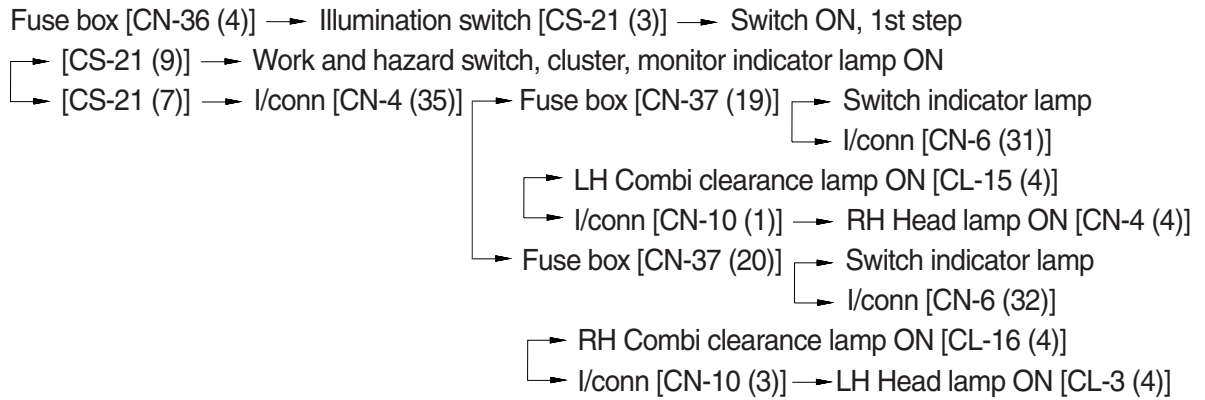 Fuse box [CN-36 (4)] → Illumination switch [CS-21 (3)] → Switch ON, 1st step
→ [CS-21 (9)] → Work and hazard switch, cluster, monitor indicator lamp ON
→ [CS-21 (7)] → I/conn [CN-4 (35)] → Fuse box [CN-37 (19)] → Switch indicator lamp
→ I/conn [CN-6 (31)]
→ LH Combi clearance lamp ON [CL-15 (4)]
→ I/conn [CN-10 (1)] → RH Head lamp ON [CN-4 (4)]
→ Fuse box [CN-37 (20)] → Switch indicator lamp
→ I/conn [CN-6 (32)]
→ RH Combi clearance lamp ON [CL-16 (4)]
→ I/conn [CN-10 (3)] → LH Head lamp ON [CL-3 (4)]